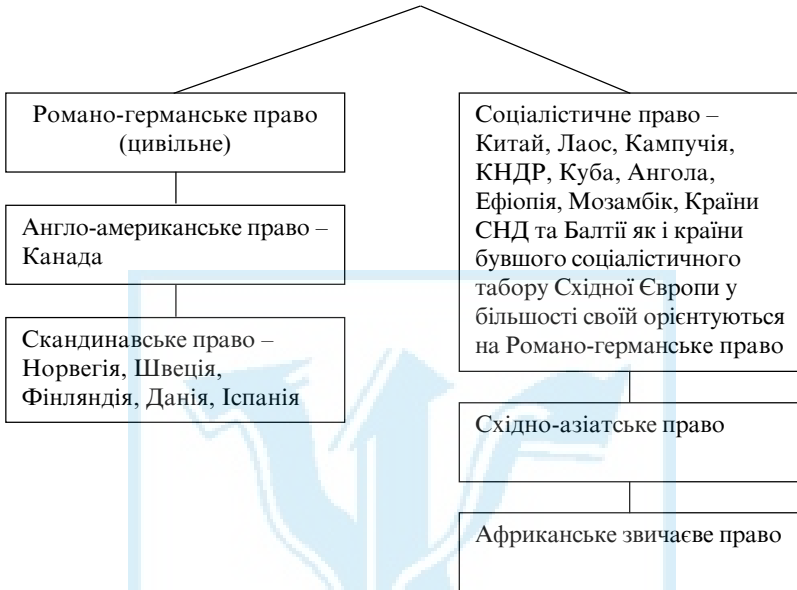 Романо-германське право
(цивільне)
Англо-американське право –
Канада
Скандинавське право –
Норвегія, Швеція,
Фінляндія, Данія, Іспанія
Соціалістичне право –
Китай, Лаос, Кампучія,
КНДР, Куба, Ангола,
Ефіопія, Мозамбік, Країни
СНД та Балтії як і країни
бувшого соціалістичного
табору Східної Європи у
більшості своїй орієнтуються
на Романо-германське право
Східно-азіатське право
Африканське звичаєве право